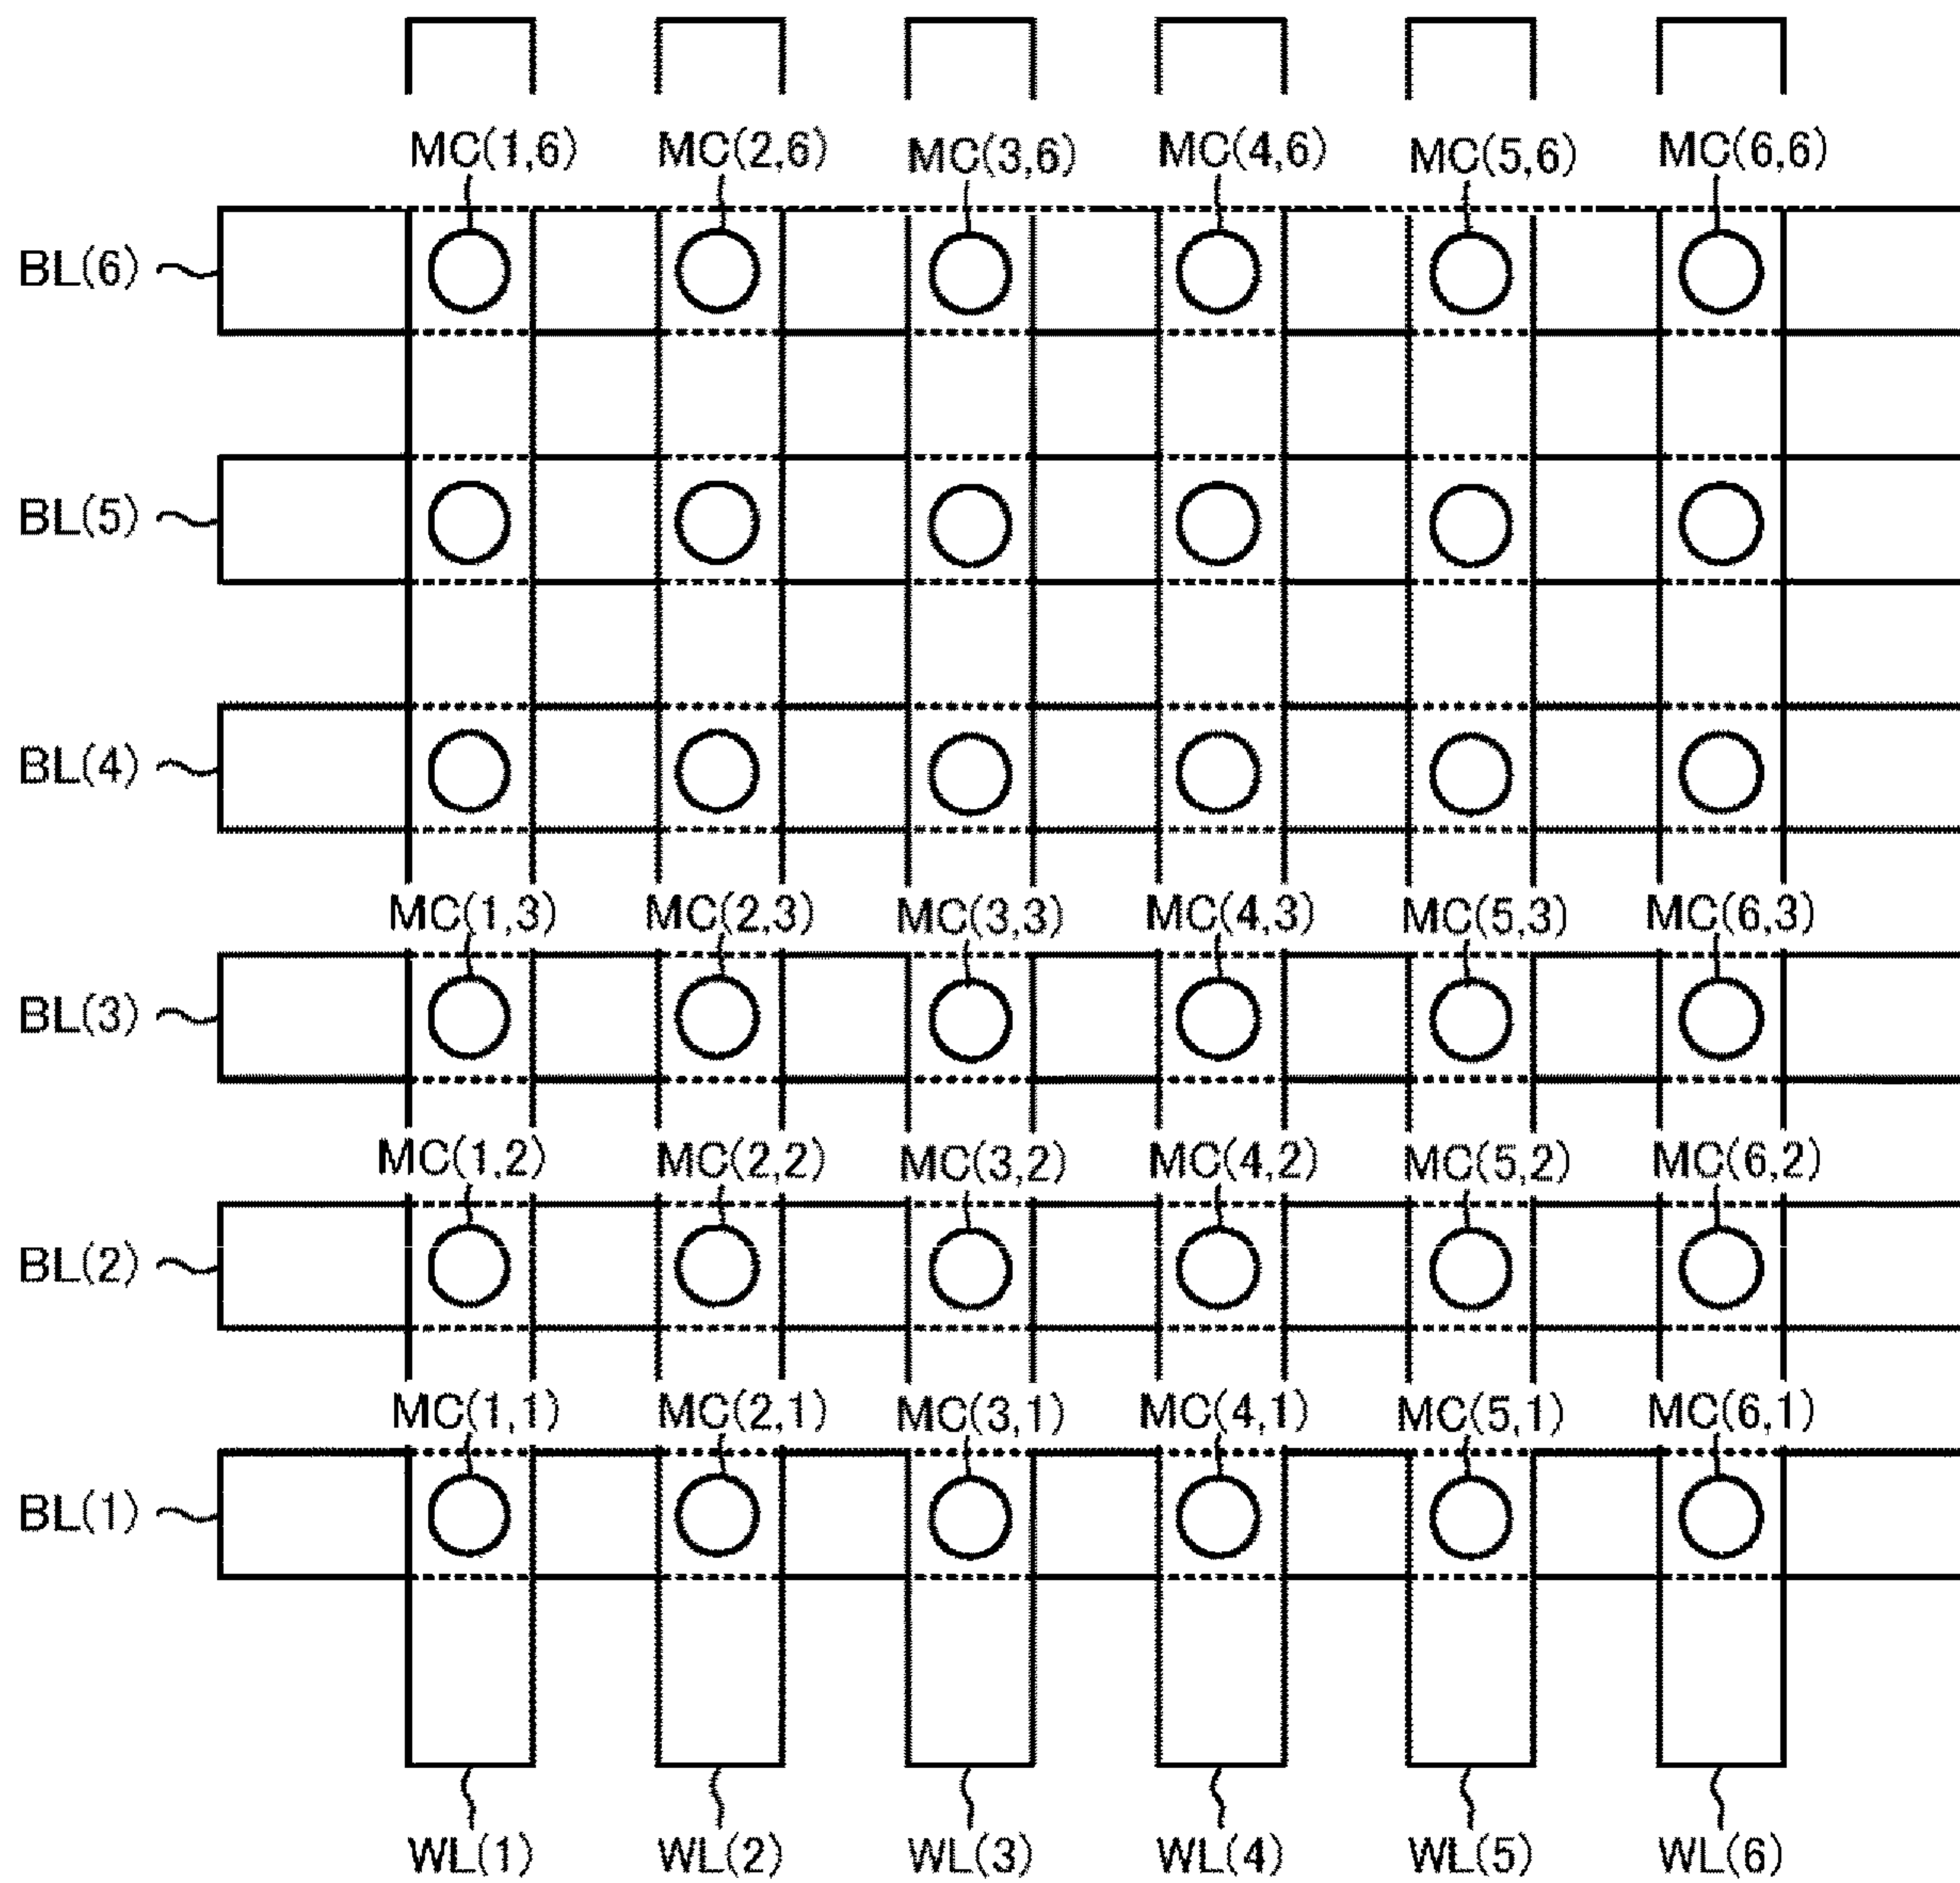 MC(1,6) MC(2,6) MC(3,6) MC(4,6) MC(5,6) MC(6,6)
BL(6)
BL(5)
BL(4)
MC(1,3) MC(2,3) MC(3,3) MC(4,3) MC(5,3) MC(6,3)
BL(3)
MC(1,2) MC(2,2) MC(3,2) MC(4,2) MC(5,2) MC(6,2)
BL(2)
MC(1,1) MC(2,1) MC(3,1) MC(4,1) MC(5,1) MC(6,1)
BL(1)
WL(1) WL(2) WL(3) WL(4) WL(5) WL(6)